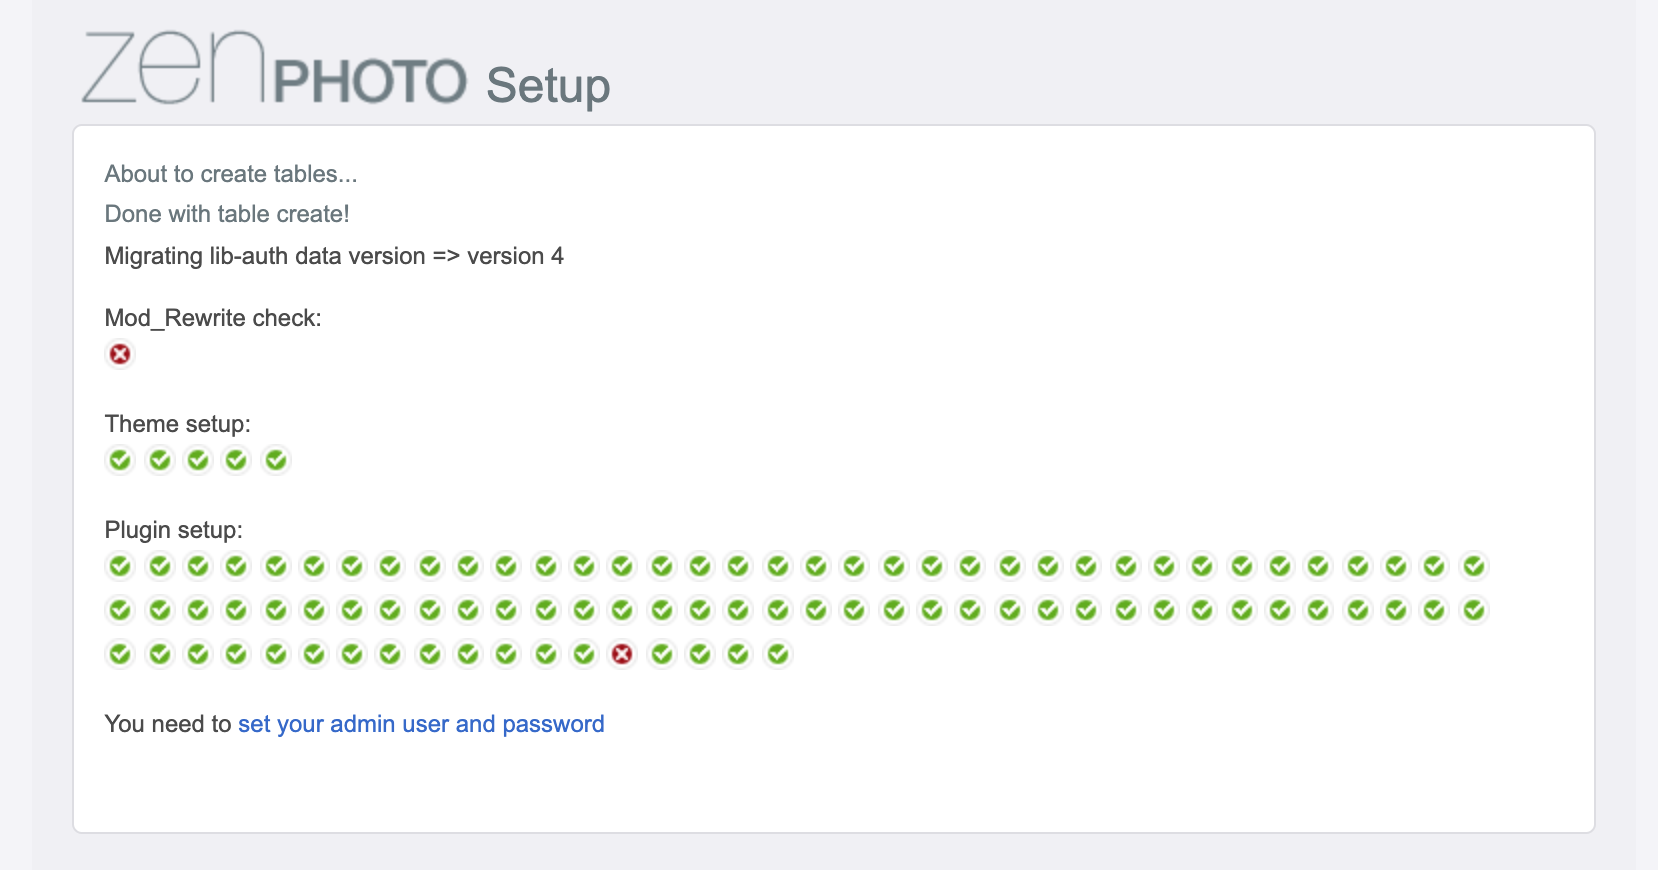 zenPHOTO Setup
About to create tables...
Done with table create!
Migrating lib-auth data version => version 4
Mod_Rewrite check:
Theme setup:
Plugin setup:
You need to set your admin user and password